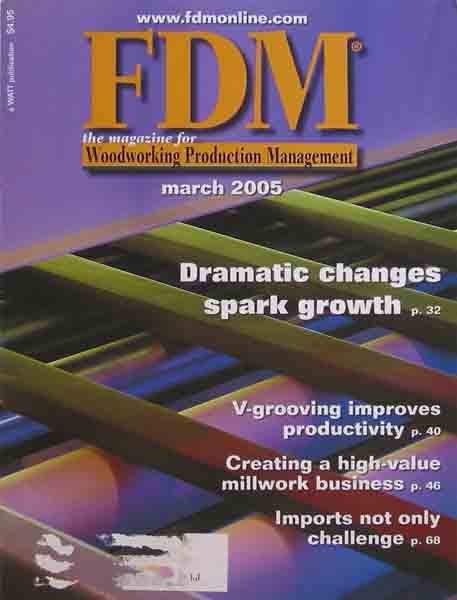 www.fdmonline.com
a WATT publication $4.95
FDM®
the magazine for
Woodworking Production Management
march 2005
Dramatic changes
spark growth p. 32
V-grooving improves
productivity p. 40
Creating a high-value
millwork business p. 46
Imports not only
challenge p. 68